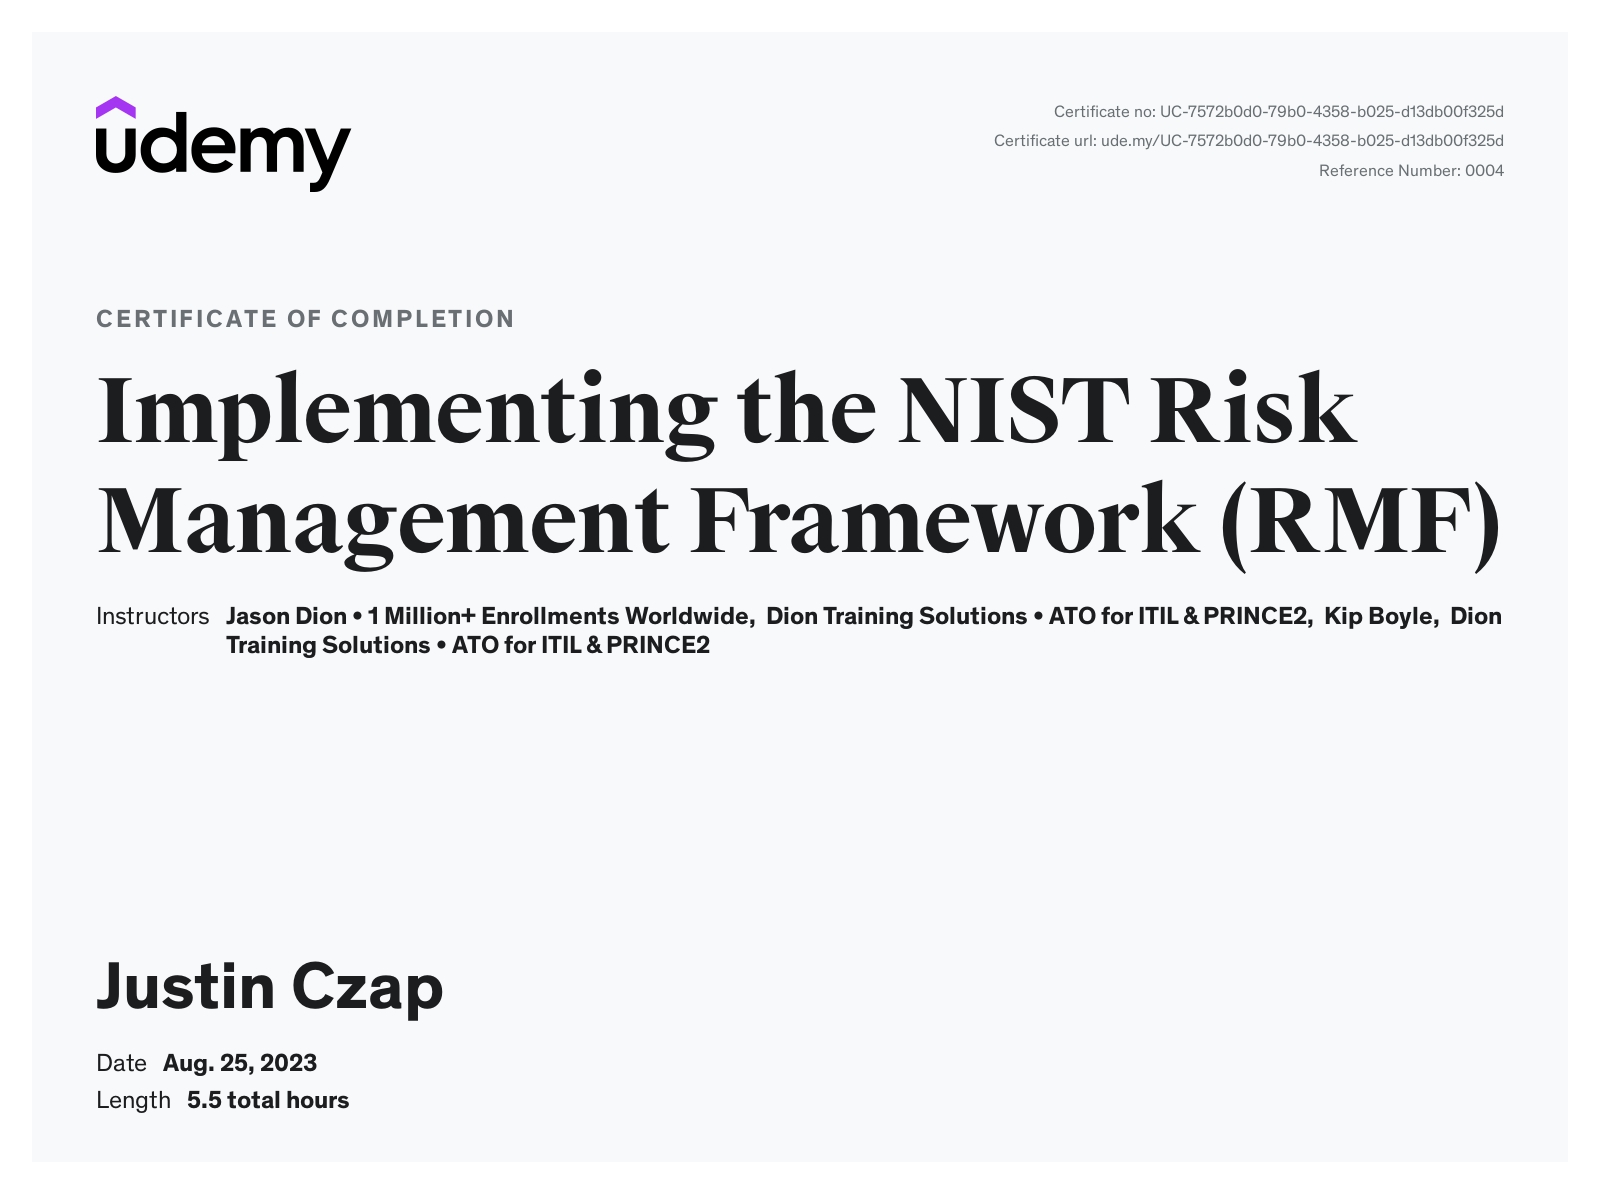 udemy
Certificate no: UC-7572b0d0-79b0-4358-b025-d13db00f325d
Certificate url: ude.my/UC-7572b0d0-79b0-4358-b025-d13db00f325d
Reference Number: 0004
CERTIFICATE OF COMPLETION
Implementing the NIST Risk
Management Framework (RMF)
Instructors Jason Dion • 1 Million+ Enrollments Worldwide, Dion Training Solutions • ATO for ITIL & PRINCE2, Kip Boyle, Dion
Training Solutions • ATO for ITIL & PRINCE2
Justin Czap
Date Aug. 25, 2023
Length 5.5 total hours